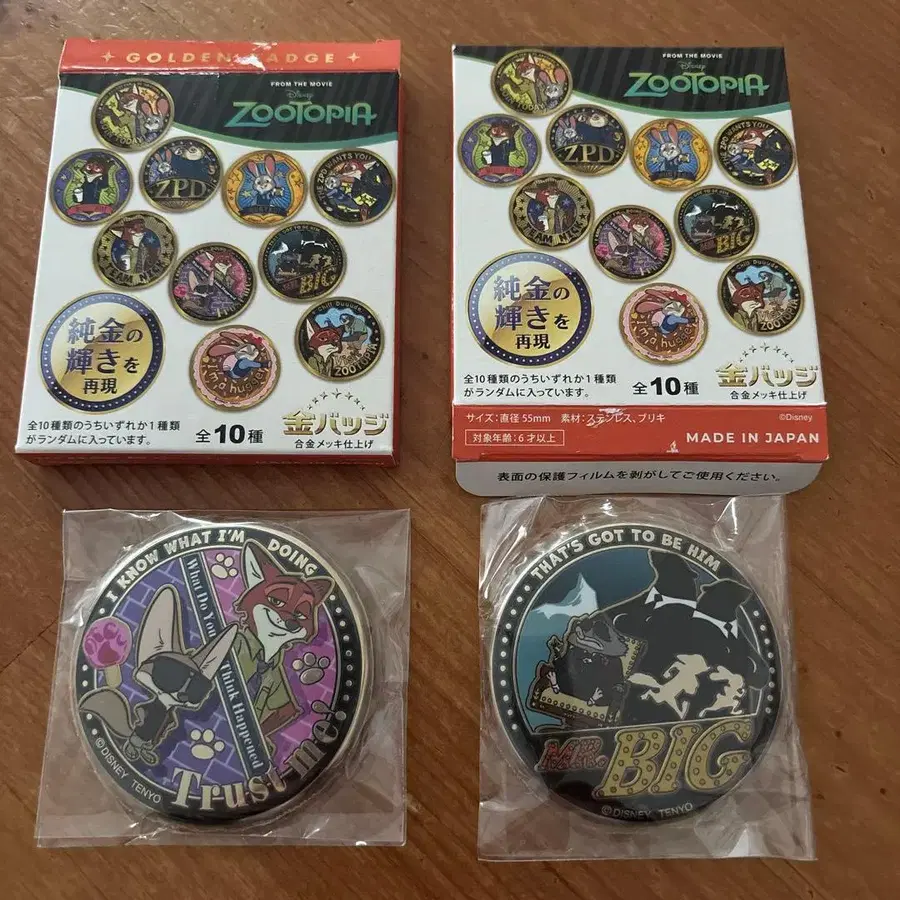 GOLDEN BADGE
FROM THE MOVIE
Disney
ZOOTOPIA
ZPD
THE ZPD WANTS YOU
TEAM NICK
MR. BIG
ZOOTOPIA
I'm a hugger
純金の
輝きを
再現
全10種類のうちいずれか1種類
がランダムに入っています。
全10種
金バッジ
合金メッキ仕上げ
FROM THE MOVIE
Disney
ZOOTOPIA
ZPD
THE ZPD WANTS YOU
TEAM NICK
BIG
Chill Duuude
ZOOTOPIA
I'm a hugger
純金の
輝きを
再現
全10種類のうちいずれか1種類
がランダムに入っています。
全10種
金バッジ
合金メッキ仕上げ
サイズ：直径 55mm 素材：ステンレス、ブリキ
©Disney
対象年齢：6才以上
MADE IN JAPAN
表面の保護フィルムを剥がしてご使用ください。
I KNOW WHAT I'M DOING
What Do You Think Happened
Trust me!
©DISNEY TENYO
THAT'S GOT TO BE HIM
MR. BIG
©DISNEY TENYO